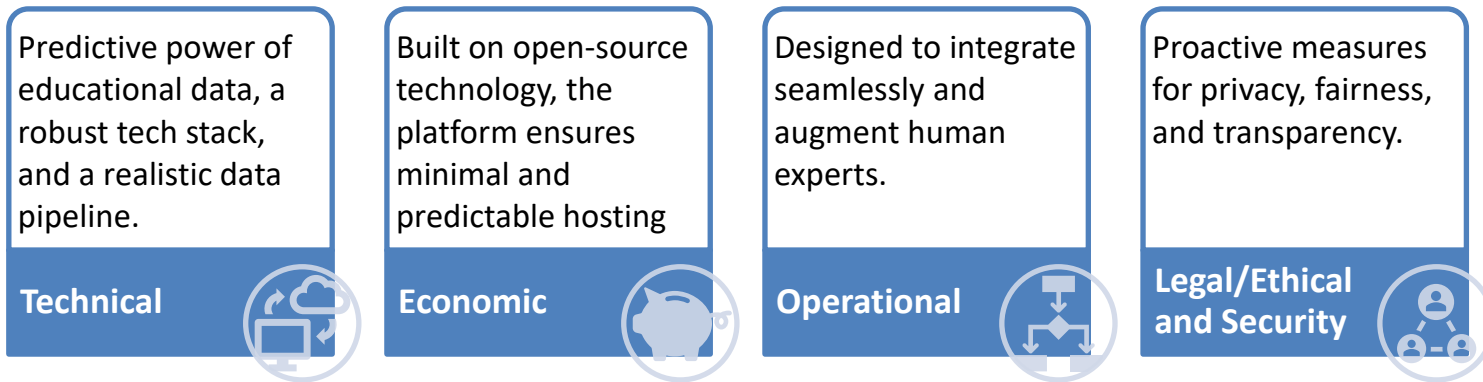 Predictive power of
educational data, a
robust tech stack,
and a realistic data
pipeline.
Technical
Built on open-source
technology, the
platform ensures
minimal and
predictable hosting
Economic
Designed to integrate
seamlessly and
augment human
experts.
Operational
Proactive measures
for privacy, fairness,
and transparency.
Legal/Ethical
and Security